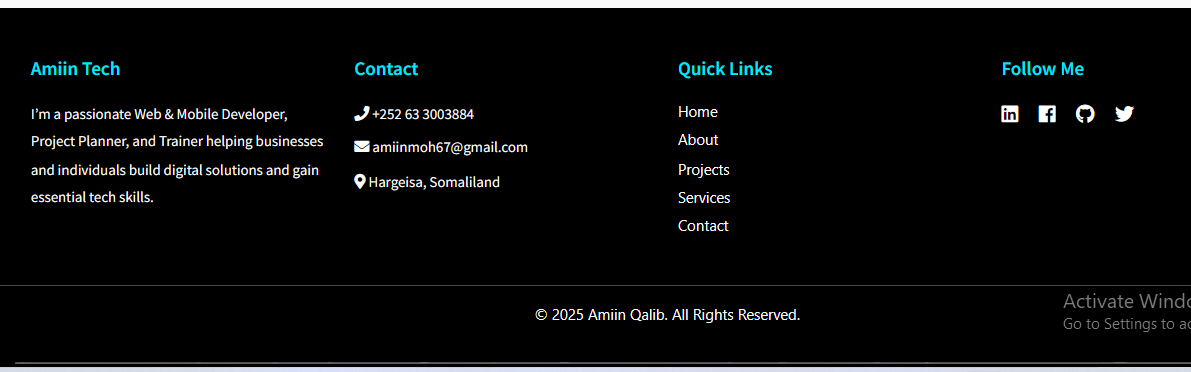 Amiin Tech
I'm a passionate Web & Mobile Developer,
Project Planner, and Trainer helping businesses
and individuals build digital solutions and gain
essential tech skills.
Contact
+252 63 3003884
amiinmoh67@gmail.com
Hargeisa, Somaliland
Quick Links
Home
About
Projects
Services
Contact
Follow Me
© 2025 Amiin Qalib. All Rights Reserved.
Activate Windo
Go to Settings to ac